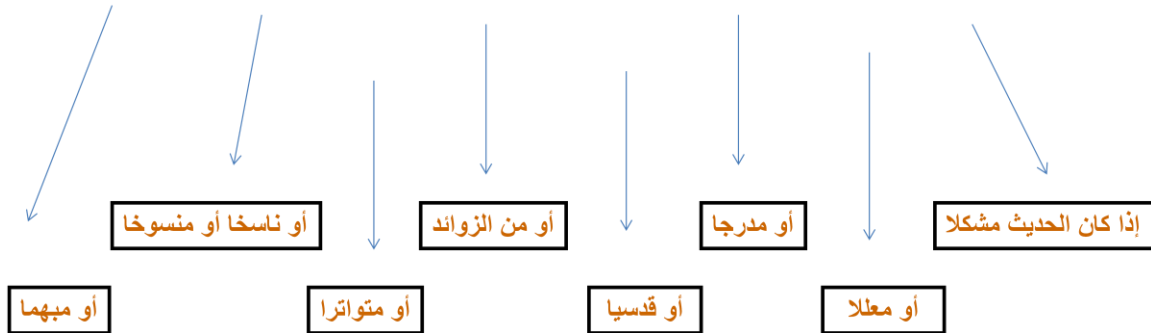 إذا كان الحديث مشكلا
أو معللا
أو مدرجا
أو قدسيا
أو من الزوائد
أو متواترا
أو ناسخا أو منسوخا
أو مبهما